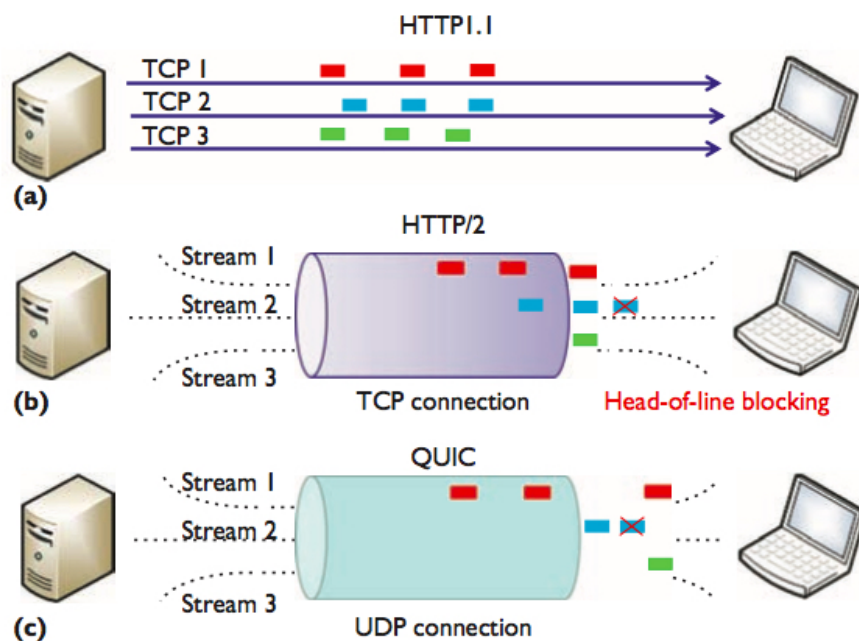 HTTP1.1
TCP 1
TCP 2
TCP 3
(a)
HTTP/2
Stream 1
Stream 2
Stream 3
(b)
TCP connection
Head-of-line blocking
QUIC
Stream 1
Stream 2
Stream 3
(c)
UDP connection